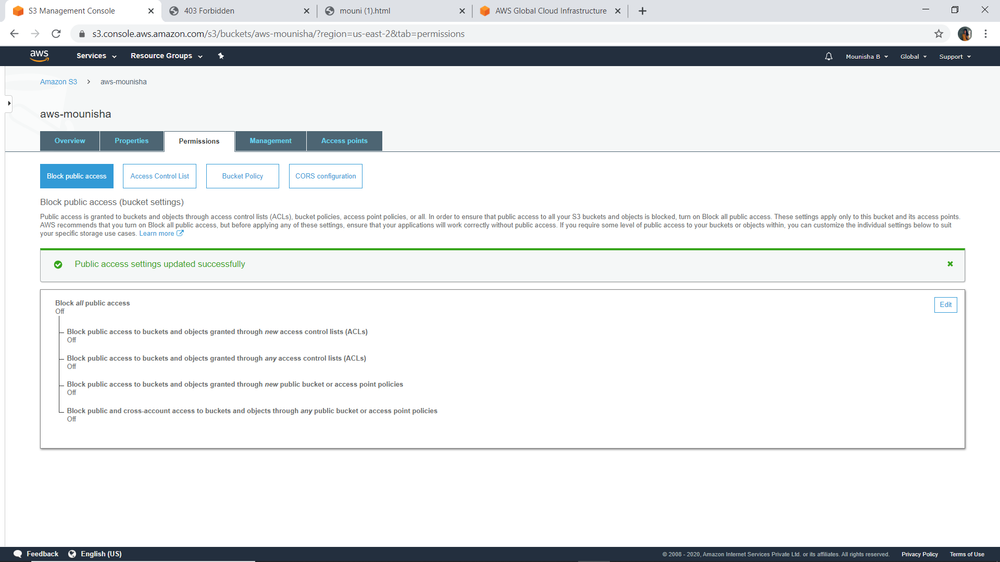 S3 Management Console
403 Forbidden
mouni (1).html
AWS Global Cloud Infrastructure
s3.console.aws.amazon.com/s3/buckets/aws-mounisha/?region=us-east-2&tab=permissions
aws
Services
Resource Groups
Mounisha B
Global
Support
Amazon S3
aws-mounisha
aws-mounisha
Overview
Properties
Permissions
Management
Access points
Block public access
Access Control List
Bucket Policy
CORS configuration
Block public access (bucket settings)
Public access is granted to buckets and objects through access control lists (ACLs), bucket policies, access point policies, or all. In order to ensure that public access to all your S3 buckets and objects is blocked, turn on Block all public access. These settings apply only to this bucket and its access points.
AWS recommends that you turn on Block all public access, but before applying any of these settings, ensure that your applications will work correctly without public access. If you require some level of public access to your buckets or objects within, you can customize the individual settings below to suit
your specific storage use cases. Learn more
Public access settings updated successfully
Block all public access
Off
Edit
Block public access to buckets and objects granted through new access control lists (ACLs)
Off
Block public access to buckets and objects granted through any access control lists (ACLs)
Off
Block public access to buckets and objects granted through new public bucket or access point policies
Off
Block public and cross-account access to buckets and objects through any public bucket or access point policies
Off
Feedback
English (US)
© 2008 - 2020, Amazon Internet Services Private Ltd. or its affiliates. All rights reserved.
Privacy Policy
Terms of Use